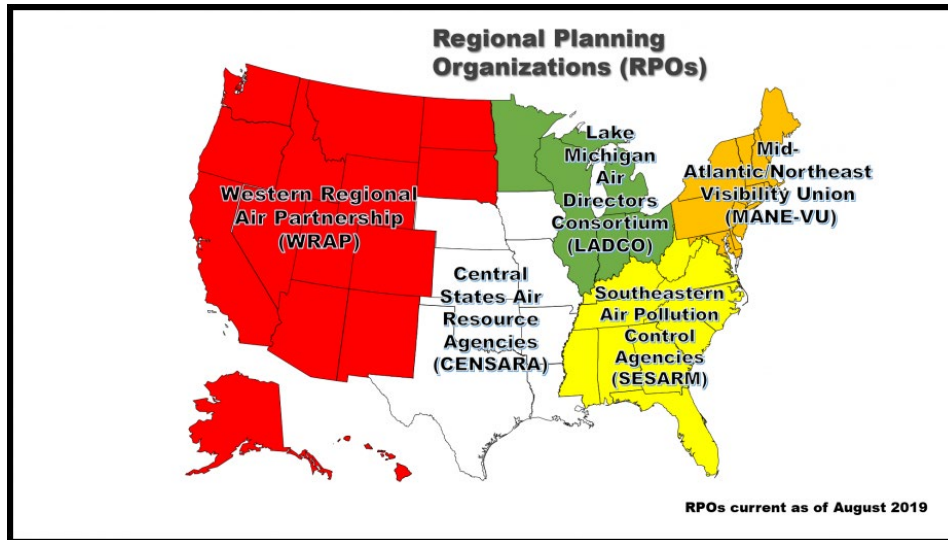 Regional Planning
Organizations (RPOs)
Western Regional
Air Partnership
(WRAP)
Central
States Air
Resource
Agencies
(CENSARA)
Lake
Michigan
Air
Directors
Consortium
(LADCO)
Mid-
Atlantic/Northeast
Visibility Union
(MANE-VU)
Southeastern
Air Pollution
Control
Agencies
(SESARM)
RPOs current as of August 2019